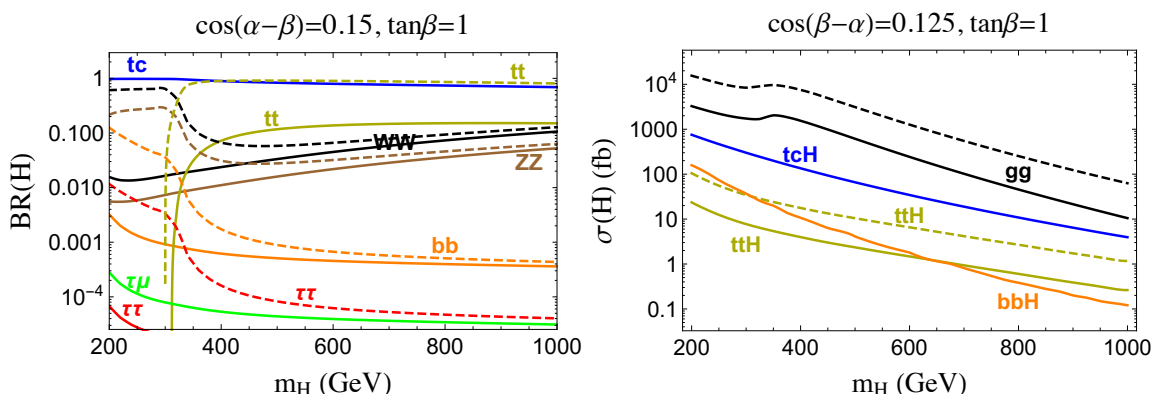 cos(α−β)=0.15, tanβ=1
BR(H)
1
0.100
0.010
0.001
10⁻⁴
tc
tt
tt
WW
ZZ
bb
τμ
ττ
ττ
200
400
600
800
1000
m_H (GeV)
cos(β−α)=0.125, tanβ=1
σ(H) (fb)
10⁴
1000
100
10
1
0.1
gg
tcH
ttH
ttH
bbH
200
400
600
800
1000
m_H (GeV)